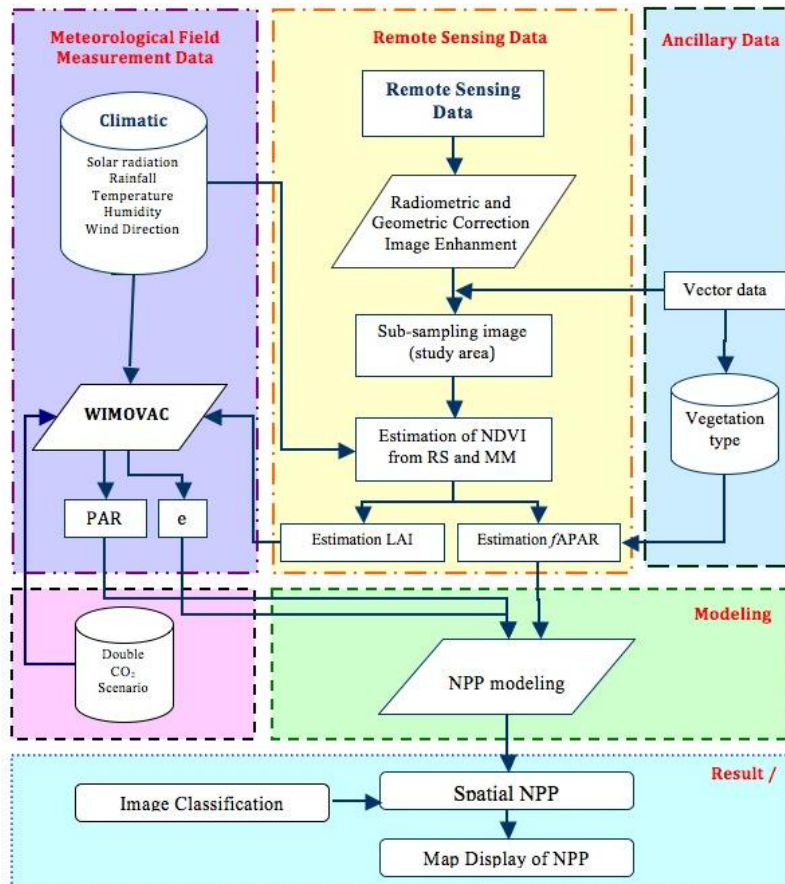 Meteorological Field
Measurement Data
Climatic
Solar radiation
Rainfall
Temperature
Humidity
Wind Direction
WIMOVAC
PAR
e
Double
CO₂
Scenario
Remote Sensing Data
Remote Sensing
Data
Radiometric and
Geometric Correction
Image Enhanment
Sub-sampling image
(study area)
Estimation of NDVI
from RS and MM
Estimation LAI
Estimation fAPAR
Ancillary Data
Vector data
Vegetation
type
Modeling
NPP modeling
Result /
Image Classification
Spatial NPP
Map Display of NPP